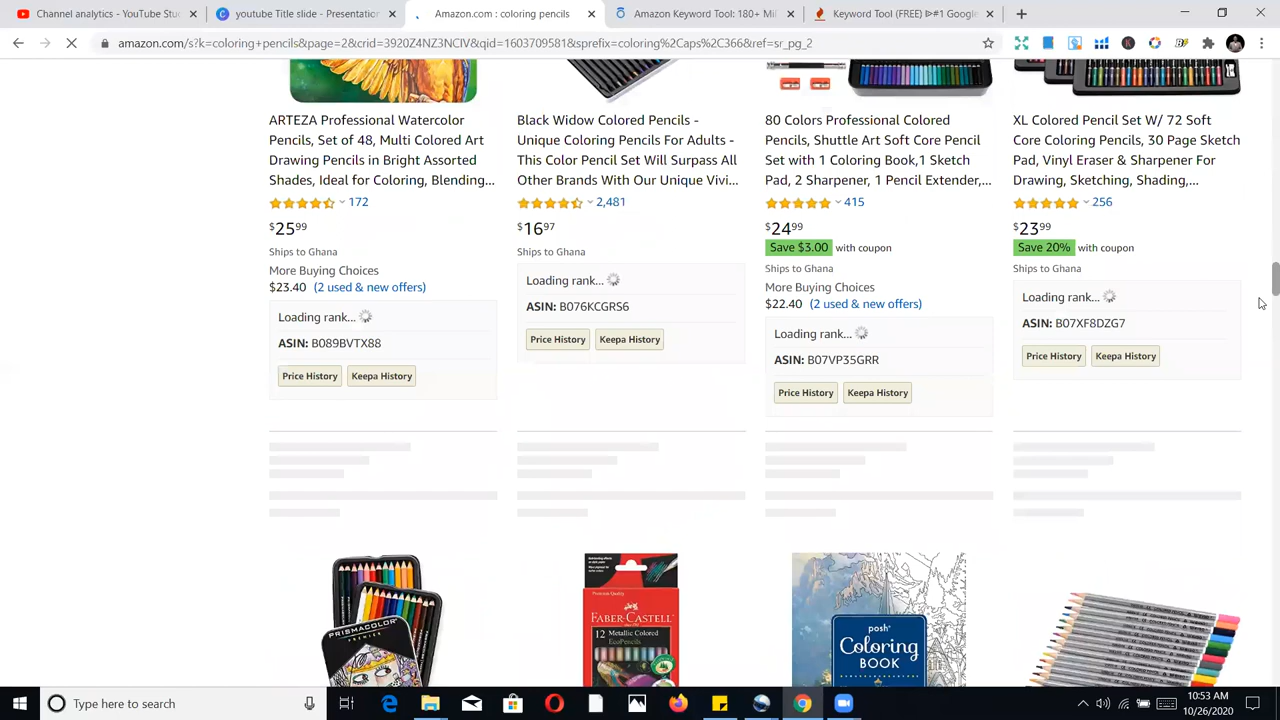 Channel analytics - YouTube Stu
youtube Title slide - Presentation
Amazon.com : coloring pencils
Amazon Keyword Tool: 180+ Mil
Keyword Tool (FREE) ᐈ#1 Google
amazon.com/s?k=coloring+pencils&page=2&crid=3920Z4NZ3NCIV&qid=1603709581&sprefix=coloring%2Caps%2C366&ref=sr_pg_2
ARTEZA Professional Watercolor
Pencils, Set of 48, Multi Colored Art
Drawing Pencils in Bright Assorted
Shades, Ideal for Coloring, Blending...
172
$25 99
Ships to Ghana
More Buying Choices
$23.40 (2 used & new offers)
Loading rank...
ASIN: B089BVTX88
Price History Keepa History
Black Widow Colored Pencils -
Unique Coloring Pencils For Adults -
This Color Pencil Set Will Surpass All
Other Brands With Our Unique Vivi...
2,481
$16 97
Ships to Ghana
Loading rank...
ASIN: B076KCGRS6
Price History Keepa History
80 Colors Professional Colored
Pencils, Shuttle Art Soft Core Pencil
Set with 1 Coloring Book,1 Sketch
Pad, 2 Sharpener, 1 Pencil Extender,...
415
$24 99
Save $3.00 with coupon
Ships to Ghana
More Buying Choices
$22.40 (2 used & new offers)
Loading rank...
ASIN: B07VP35GRR
Price History Keepa History
XL Colored Pencil Set W/ 72 Soft
Core Coloring Pencils, 30 Page Sketch
Pad, Vinyl Eraser & Sharpener For
Drawing, Sketching, Shading,...
256
$23 99
Save 20% with coupon
Ships to Ghana
Loading rank...
ASIN: B07XF8DZG7
Price History Keepa History
PRISMACOLOR
FABER-CASTELL
12 Metallic Colored
EcoPencils
posh®
Coloring
BOOK
Type here to search
10:53 AM
10/26/2020